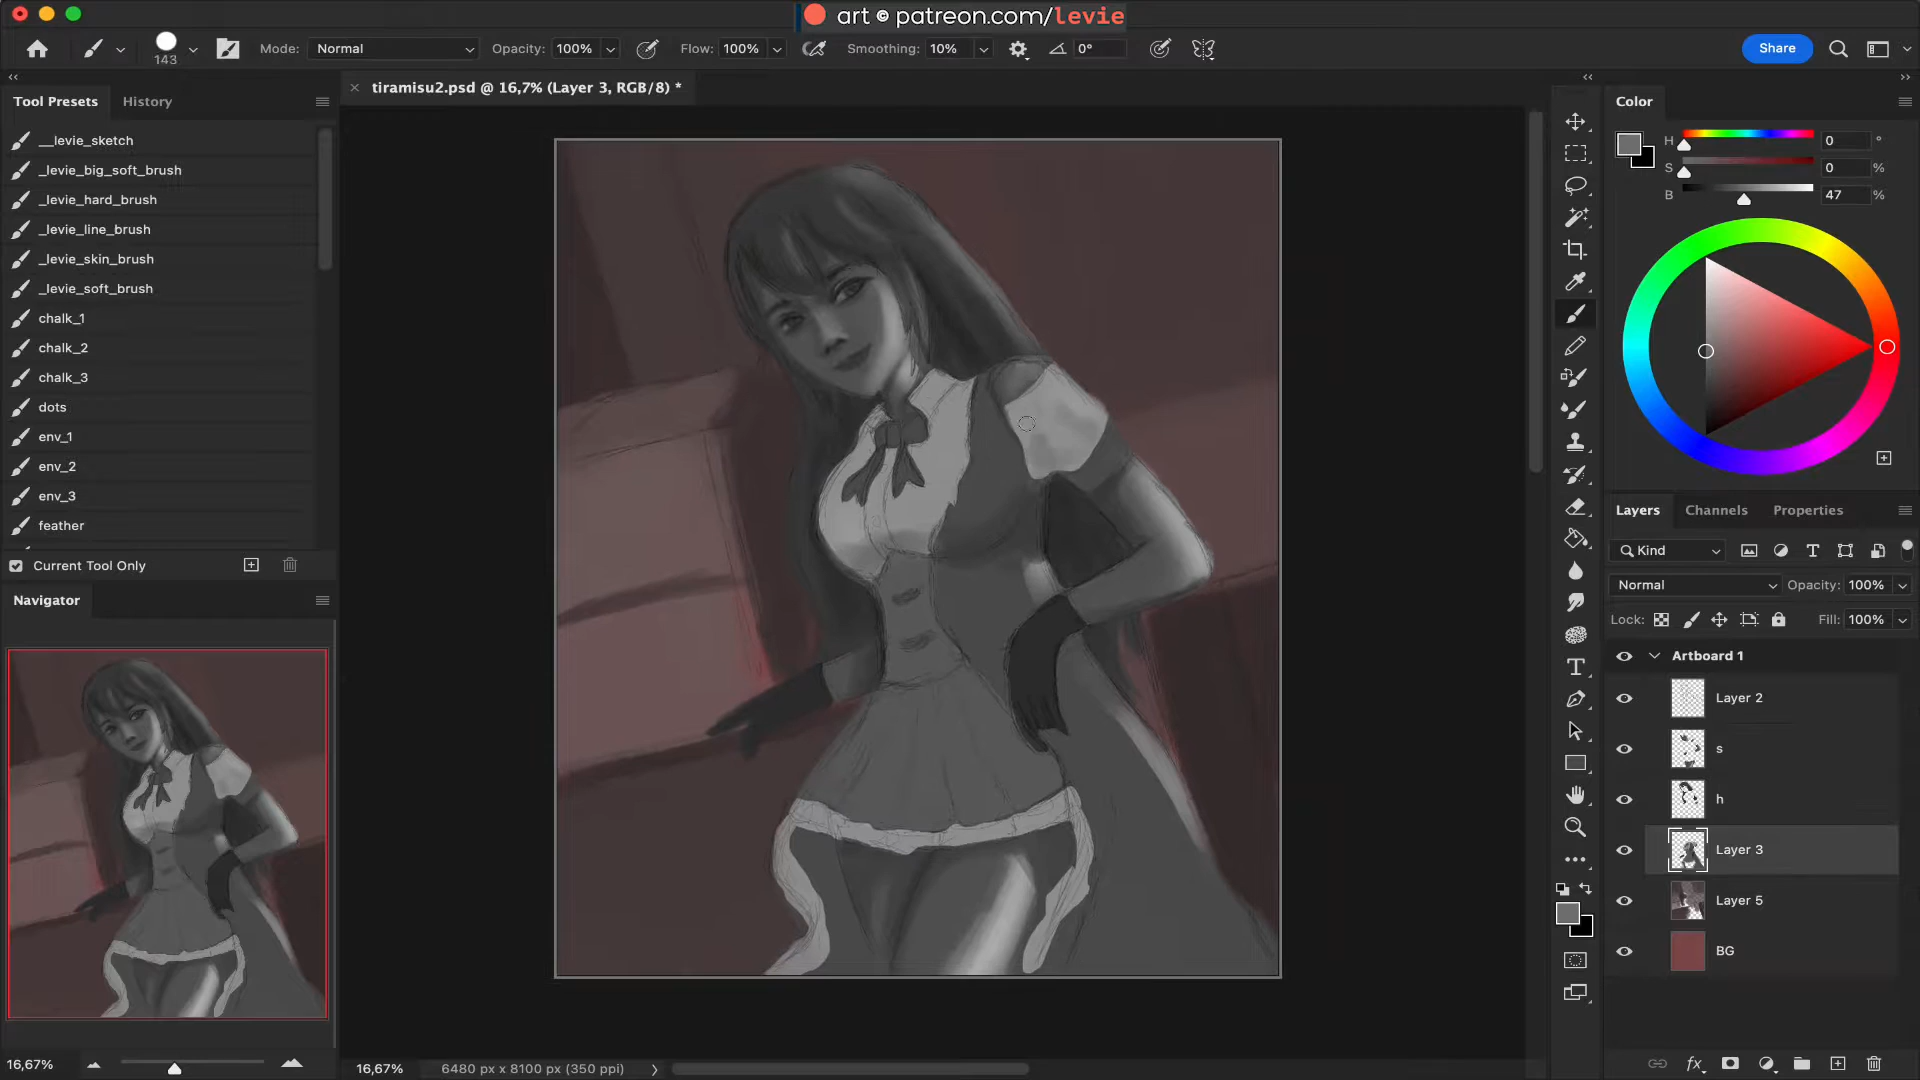 art © patreon.com/levie
143
Mode: Normal
Opacity: 100%
Flow: 100%
Smoothing: 10%
0°
Share
Tool Presets
History
tiramisu2.psd @ 16,7% (Layer 3, RGB/8) *
__levie_sketch
_levie_big_soft_brush
_levie_hard_brush
_levie_line_brush
_levie_skin_brush
_levie_soft_brush
chalk_1
chalk_2
chalk_3
dots
env_1
env_2
env_3
feather
Current Tool Only
Navigator
16,67%
16,67%
6480 px x 8100 px (350 ppi)
Color
H 0 °
S 0 %
B 47 %
Layers
Channels
Properties
Kind
Normal
Opacity: 100%
Lock:
Fill: 100%
Artboard 1
Layer 2
s
h
Layer 3
Layer 5
BG
fx